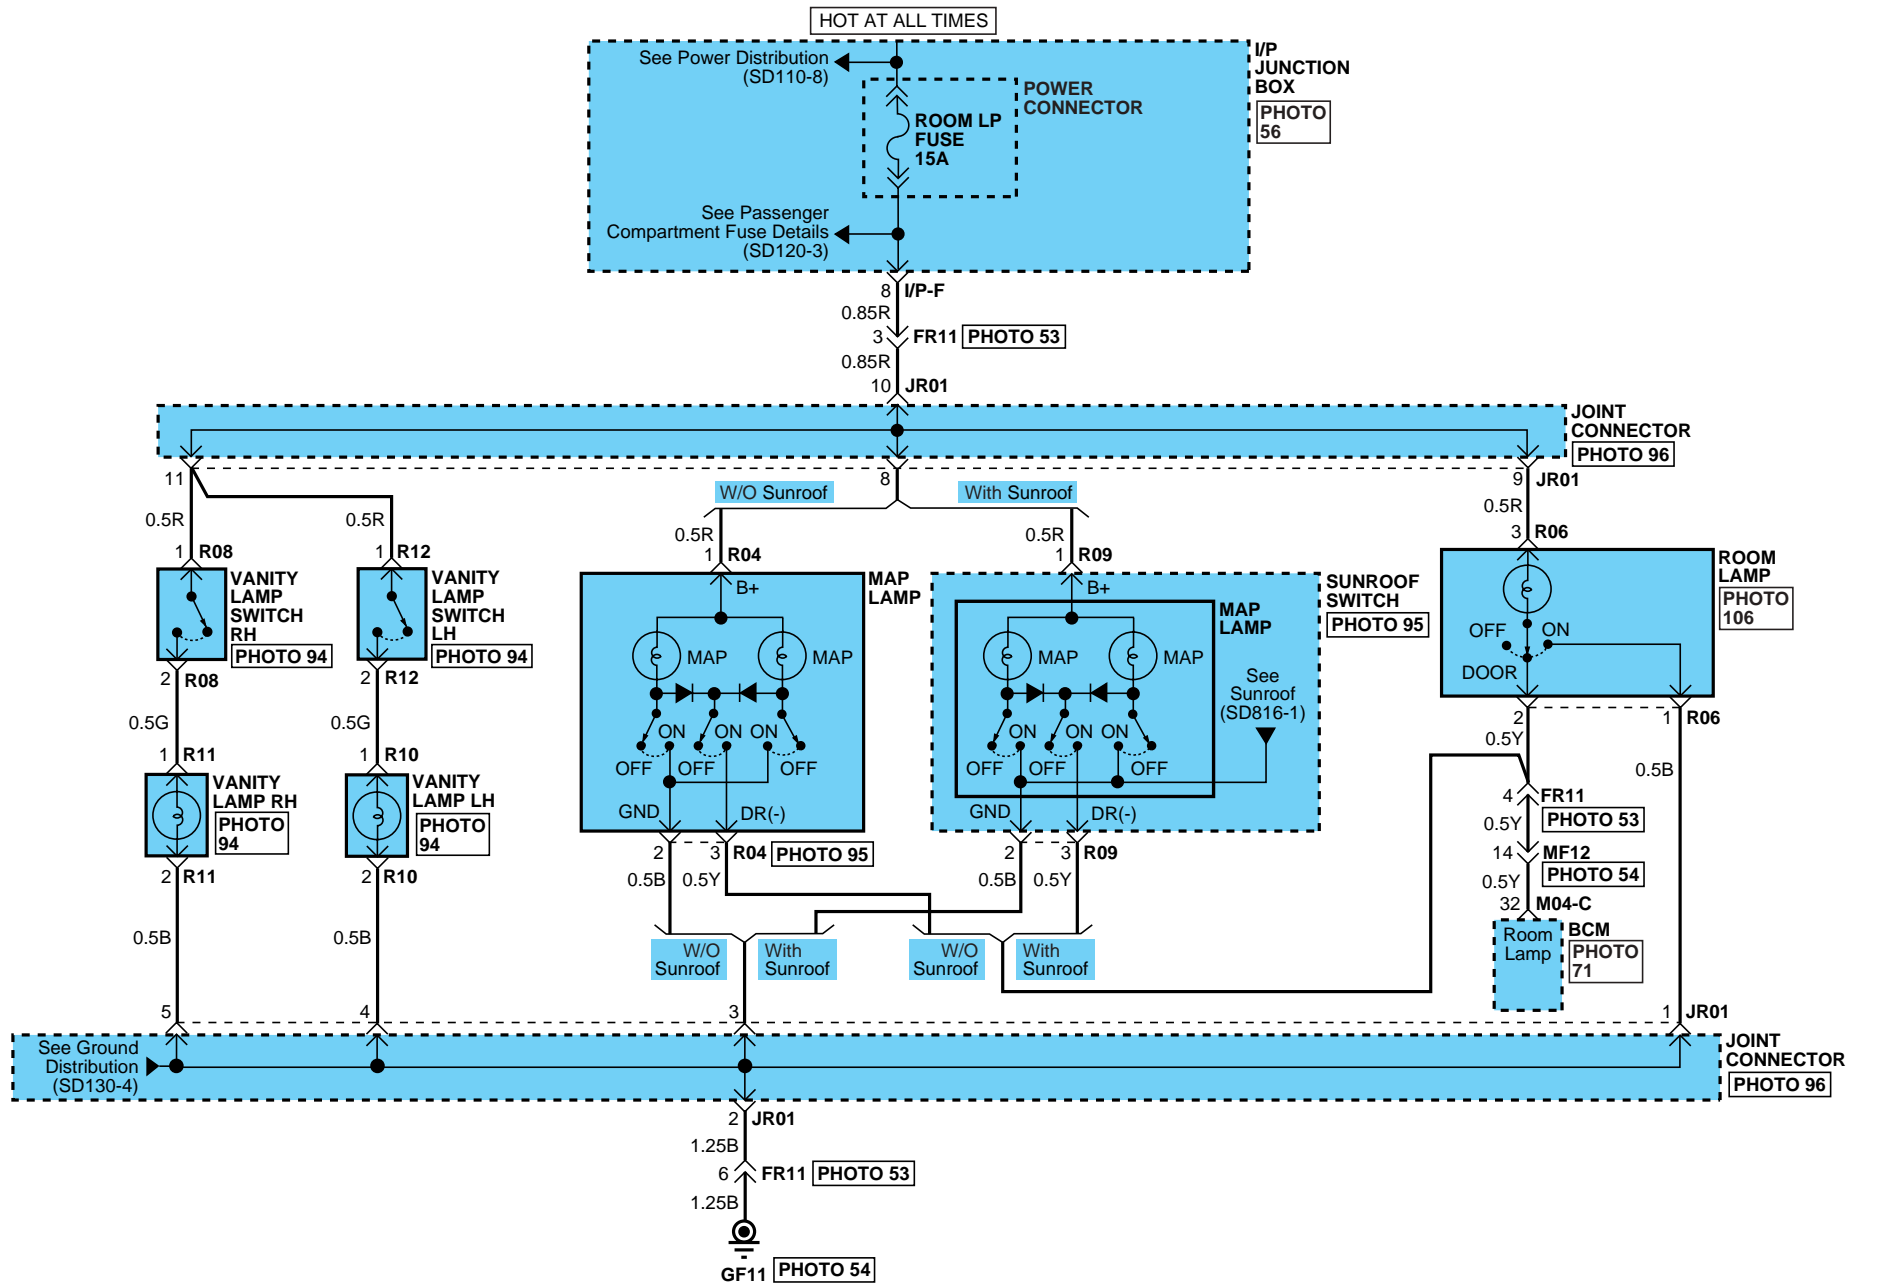 HOT AT ALL TIMES
See Power Distribution
(SD110-8)
I/P
JUNCTION
BOX
PHOTO
56
POWER
CONNECTOR
ROOM LP
FUSE
15A
See Passenger
Compartment Fuse Details
(SD120-3)
8 I/P-F
0.85R
3 FR11 PHOTO 53
0.85R
10 JR01
JOINT
CONNECTOR
PHOTO 96
11
8
9 JR01
W/O Sunroof
With Sunroof
0.5R
0.5R
0.5R
0.5R
0.5R
1 R08
1 R12
1 R04
1 R09
3 R06
VANITY
LAMP
SWITCH
RH
PHOTO 94
VANITY
LAMP
SWITCH
LH
PHOTO 94
MAP
LAMP
B+
MAP
MAP
ON
ON
OFF
OFF
OFF
GND
DR(-)
SUNROOF
SWITCH
PHOTO 95
B+
MAP
LAMP
MAP
MAP
See
Sunroof
(SD816-1)
ON
ON
OFF
OFF
OFF
GND
DR(-)
ROOM
LAMP
PHOTO
106
OFF
ON
DOOR
2 R08
2 R12
0.5G
0.5G
1 R11
1 R10
VANITY
LAMP RH
PHOTO
94
VANITY
LAMP LH
PHOTO
94
2 R11
2 R10
0.5B
0.5B
2
3 R04 PHOTO 95
0.5B
0.5Y
2
3 R09
0.5B
0.5Y
2
1 R06
0.5Y
0.5B
4 FR11
PHOTO 53
0.5Y
14 MF12
PHOTO 54
0.5Y
32 M04-C
Room
Lamp
BCM
PHOTO
71
W/O
Sunroof
With
Sunroof
W/O
Sunroof
With
Sunroof
5
4
3
1 JR01
See Ground
Distribution
(SD130-4)
JOINT
CONNECTOR
PHOTO 96
2 JR01
1.25B
6 FR11 PHOTO 53
1.25B
GF11 PHOTO 54